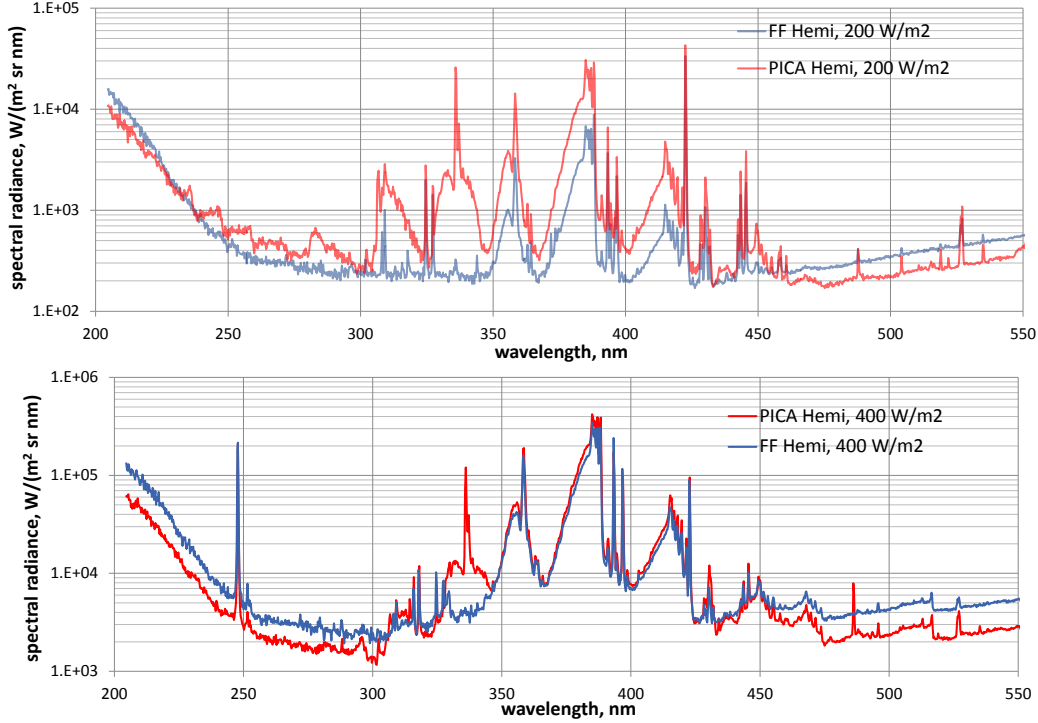 1.E+05
1.E+04
1.E+03
1.E+02
spectral radiance, W/(m² sr nm)
FF Hemi, 200 W/m2
PICA Hemi, 200 W/m2
200 250 300 350 400 450 500 550
wavelength, nm
1.E+06
1.E+05
1.E+04
1.E+03
spectral radiance, W/(m² sr nm)
PICA Hemi, 400 W/m2
FF Hemi, 400 W/m2
200 250 300 350 400 450 500 550
wavelength, nm